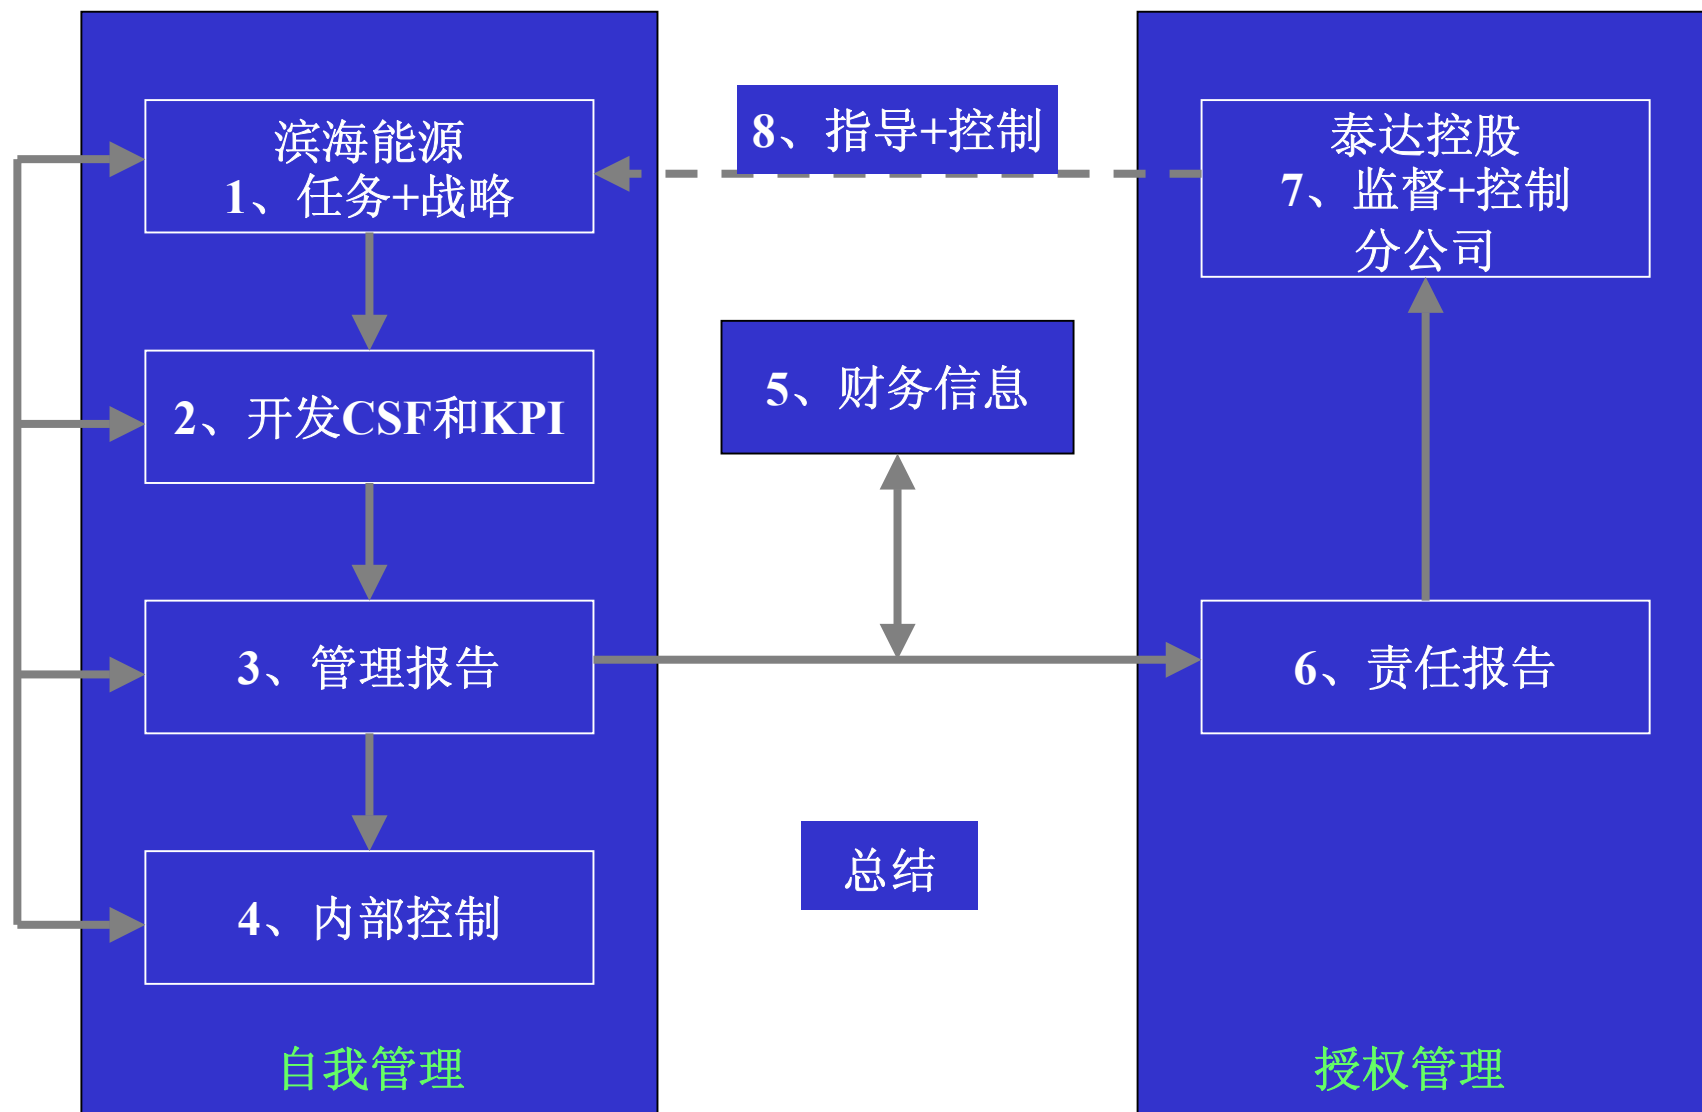 滨海能源
1、任务+战略
2、开发CSF和KPI
3、管理报告
4、内部控制
自我管理
8、指导+控制
5、财务信息
总结
泰达控股
7、监督+控制
分公司
6、责任报告
授权管理